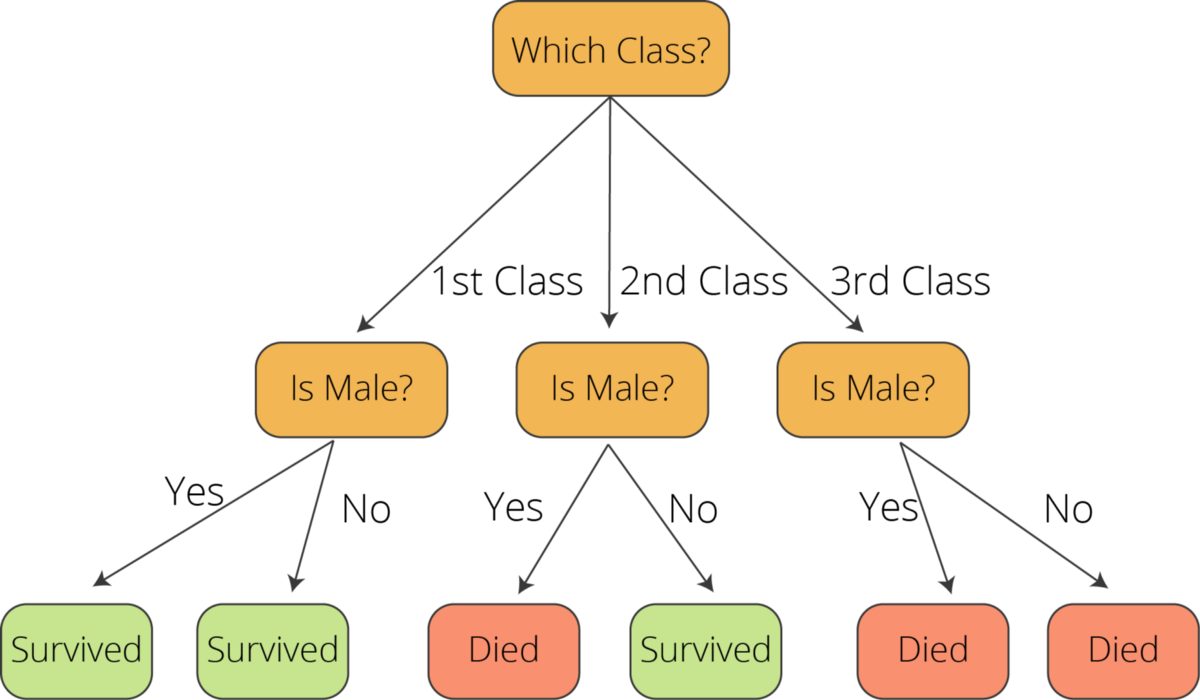 Which Class?
1st Class
2nd Class
3rd Class
Is Male?
Is Male?
Is Male?
Yes
No
Yes
No
Yes
No
Survived
Survived
Died
Survived
Died
Died